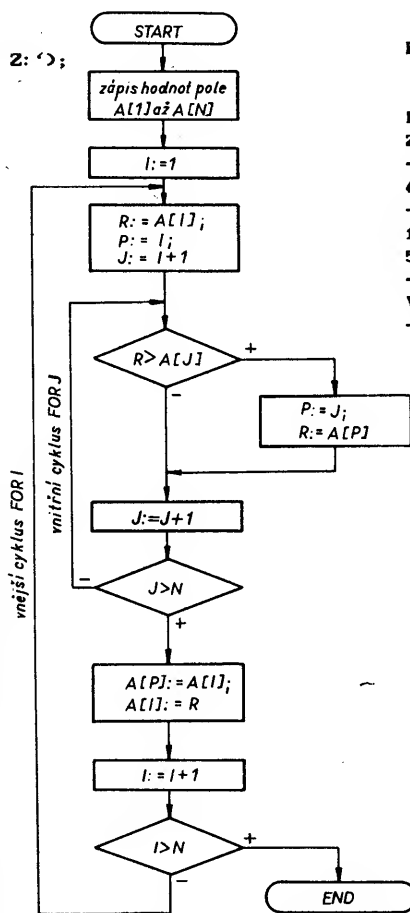 START
Z: ‘);
zápis hodnot pole
A[1] až A[N]
I:=1
R:= A[I];
P:= I;
J:= I+1
R> A[J]
+
-
P:= J;
R:= A[P]
vnitřní cyklus FOR J
vnější cyklus FOR I
J:=J+1
J>N
-
+
A[P]:= A[I];
A[I]:= R
I:= I+1
I>N
+
-
END